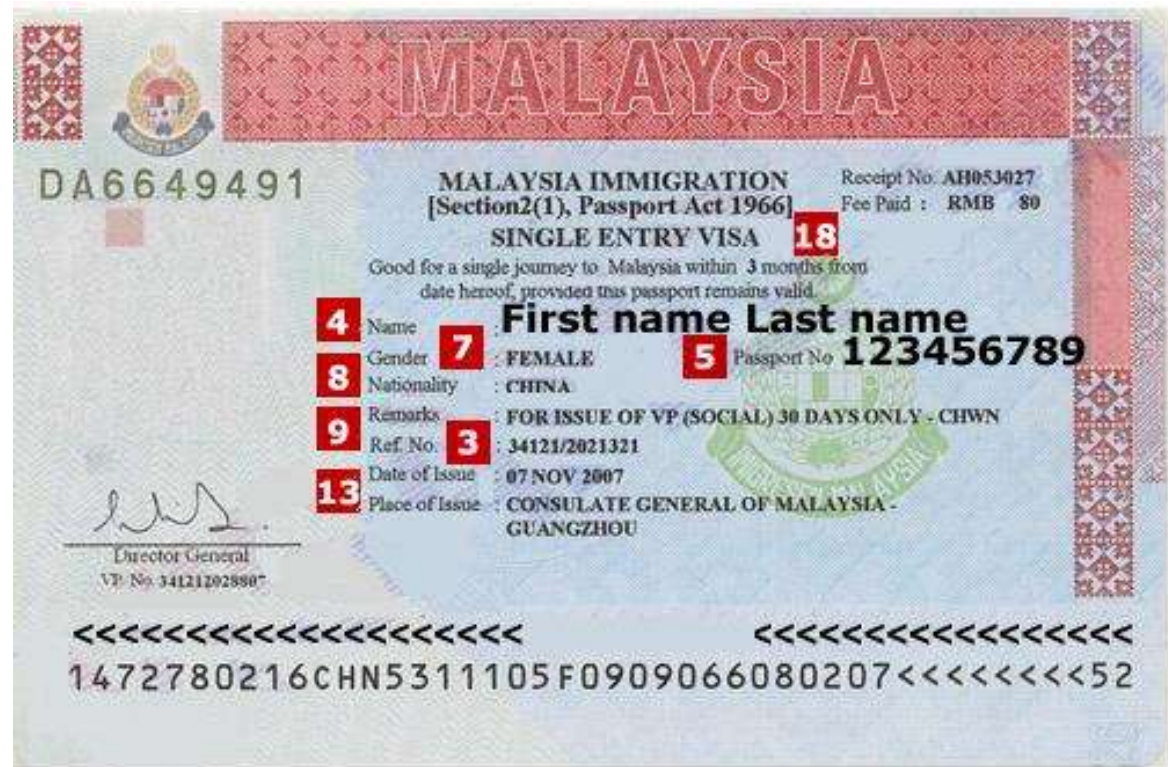 MALAYSIA
DA6649491
MALAYSIA IMMIGRATION
[Section2(1), Passport Act 1966]
Receipt No. AH053027
Fee Paid : RMB 80
SINGLE ENTRY VISA 18
Good for a single journey to Malaysia within 3 months from
date hereof, provided this passport remains valid.
4 Name : First name Last name
Gender 7 : FEMALE 5 Passport No 123456789
8 Nationality : CHINA
9 Remarks : FOR ISSUE OF VP (SOCIAL) 30 DAYS ONLY - CHWN
Ref. No. 3 : 34121/2021321
Date of Issue : 07 NOV 2007
13 Place of Issue : CONSULATE GENERAL OF MALAYSIA -
GUANGZHOU
Director General
VP. No. 341212028807
<<<<<<<<<<<<<<<<<<<<< <<<<<<<<<<<<<<<<<<
1472780216CHN5311105F0909066080207<<<<<<<<52